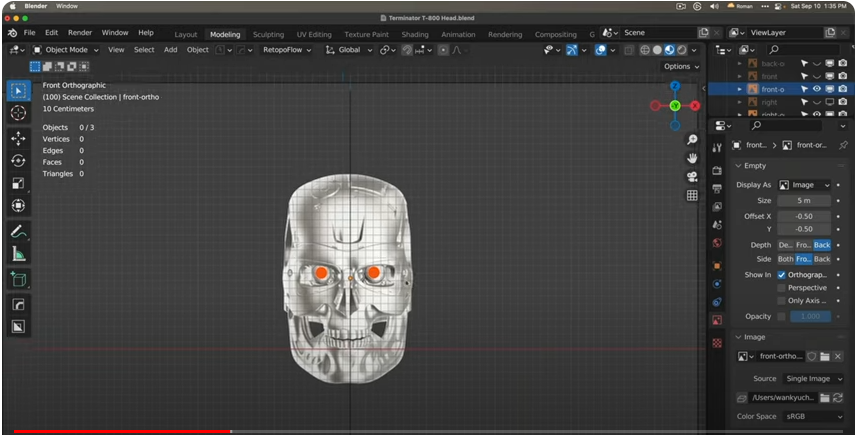 Blender Window
Roman Sat Sep 10 1:35 PM
Terminator T-800 Head.blend
File Edit Render Window Help Layout Modeling Sculpting UV Editing Texture Paint Shading Animation Rendering Compositing G Scene ViewLayer
Object Mode View Select Add Object RetopoFlow Global
Options
Front Orthographic
(100) Scene Collection | front-ortho
10 Centimeters
Objects 0 / 3
Vertices 0
Edges 0
Faces 0
Triangles 0
Z
X
Y
back-o
front
front-o
right
right-o
front... > front-or...
Empty
Display As Image
Size 5 m
Offset X -0.50
Y -0.50
Depth De... Fro... Back
Side Both Fro... Back
Show In Orthograp...
Perspective
Only Axis ...
Opacity 1.000
Image
front-ortho...
Source Single Image
/Users/wankyuch...
Color Space sRGB